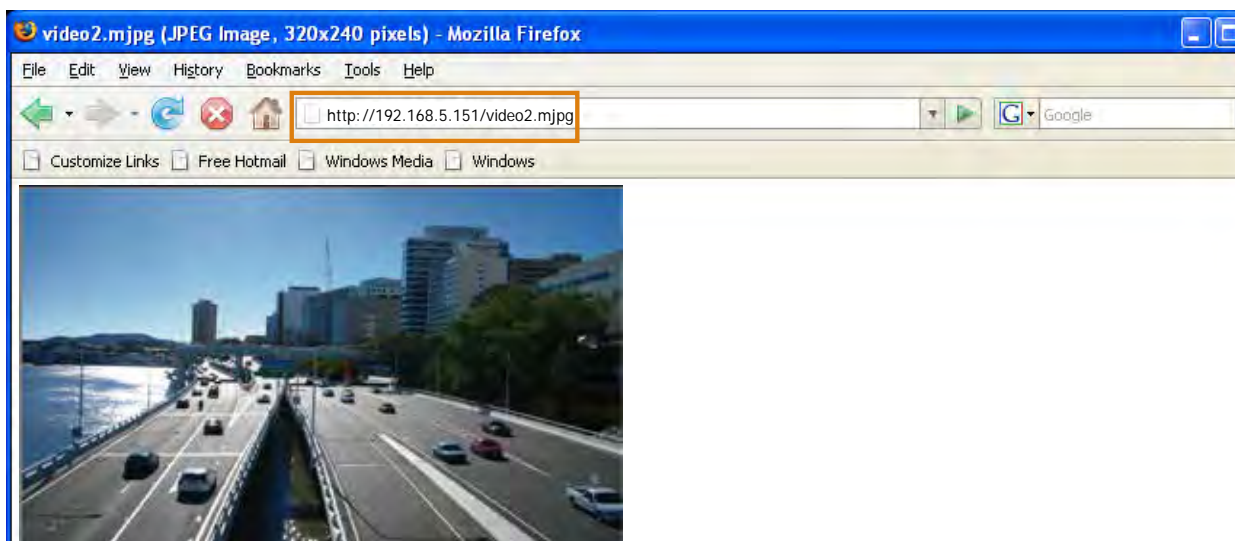 video2.mjpg (JPEG Image, 320x240 pixels) - Mozilla Firefox
File Edit View History Bookmarks Tools Help
http://192.168.5.151/video2.mjpg G Google
Customize Links Free Hotmail Windows Media Windows